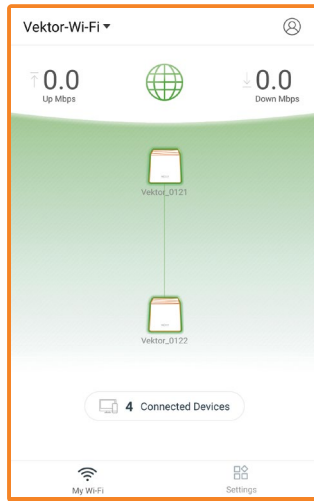 Vektor-Wi-Fi
0.0
Up Mbps
0.0
Down Mbps
Vektor_0121
Vektor_0122
4 Connected Devices
My Wi-Fi
Settings